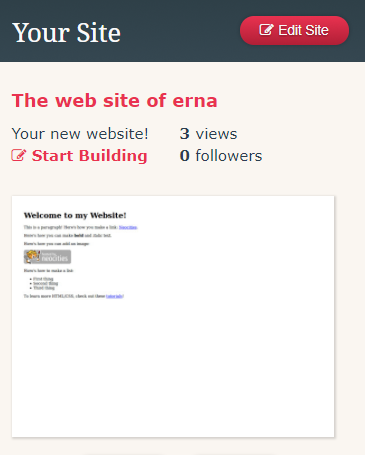 Your Site
Edit Site
The web site of erna
Your new website!
3 views
Start Building
0 followers
Welcome to my Website!
This is a paragraph! Here's how you make a link: Neocities.
Here's how you can make bold and italic text.
Here's how you can add an image:
neocities
Here's how to make a list:
First thing
Second thing
Third thing
To learn more HTML/CSS, check out these tutorials!